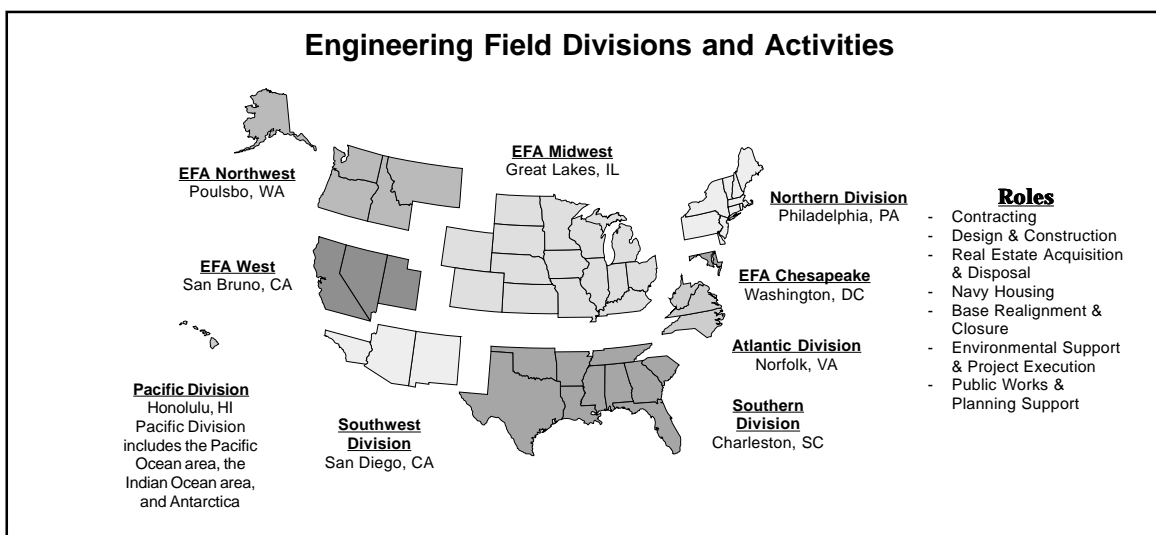 Engineering Field Divisions and Activities
EFA Northwest
Poulsbo, WA
EFA Midwest
Great Lakes, IL
Northern Division
Philadelphia, PA
EFA West
San Bruno, CA
EFA Chesapeake
Washington, DC
Atlantic Division
Norfolk, VA
Pacific Division
Honolulu, HI
Pacific Division
includes the Pacific
Ocean area, the
Indian Ocean area,
and Antarctica
Southwest
Division
San Diego, CA
Southern
Division
Charleston, SC
Roles
- Contracting
- Design & Construction
- Real Estate Acquisition
& Disposal
- Navy Housing
- Base Realignment &
Closure
- Environmental Support
& Project Execution
- Public Works &
Planning Support